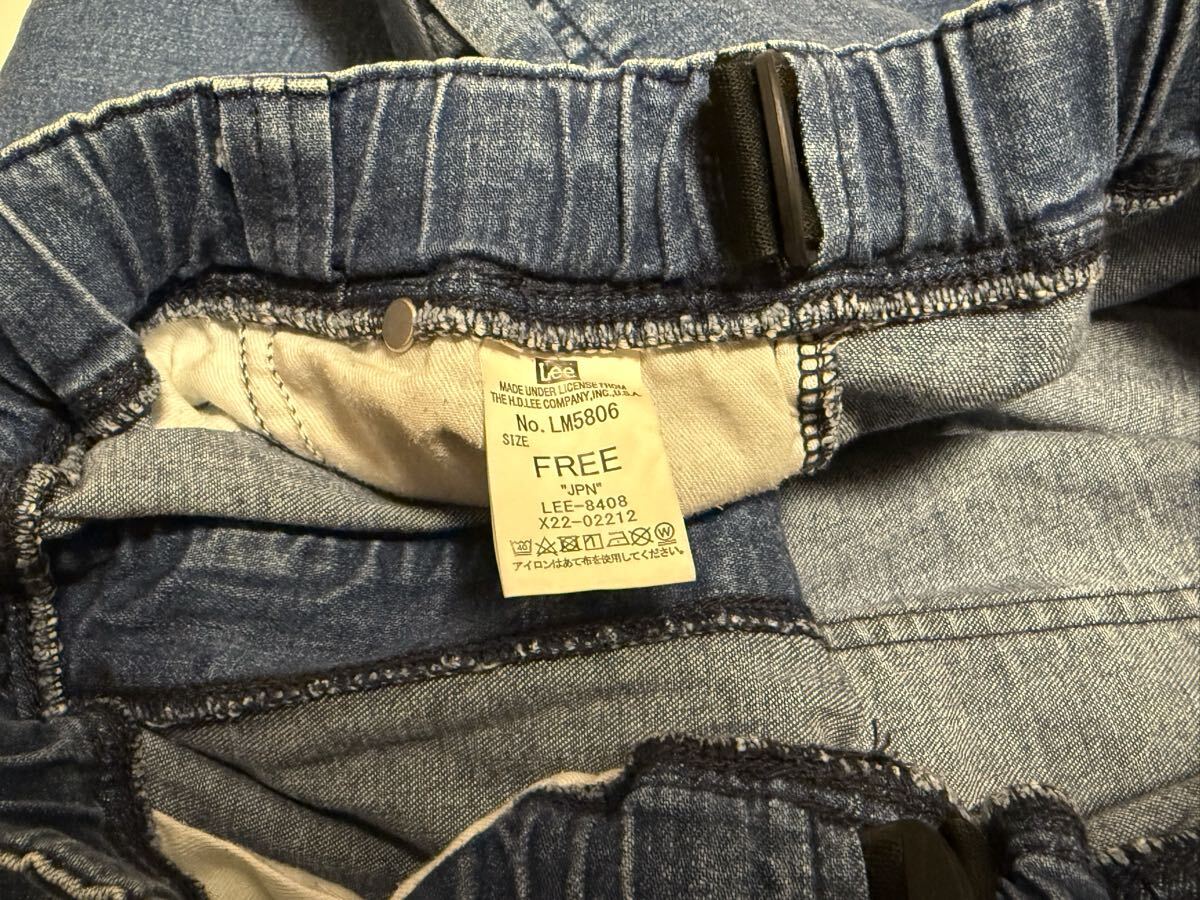 Lee
MADE UNDER LICENSE FROM
THE H.D.LEE COMPANY,INC.,U.S.A.
No. LM5806
SIZE
FREE
"JPN"
LEE-8408
X22-02212
40 W
アイロンはあて布を使用してください。